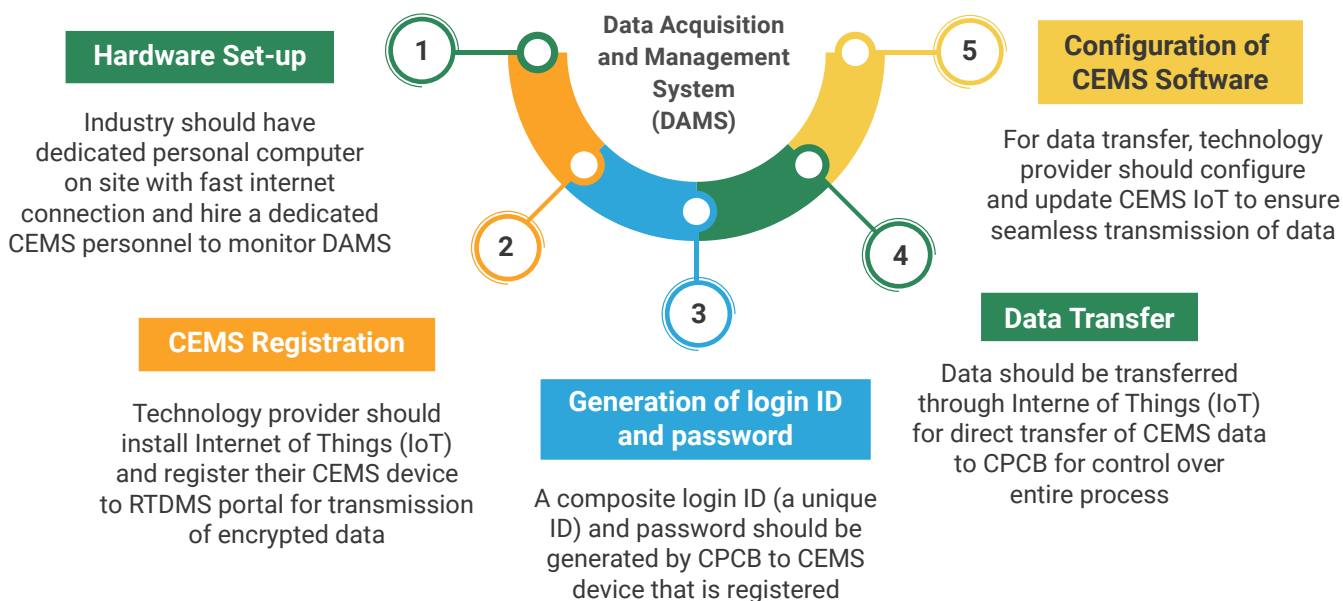 Data Acquisition
and Management
System
(DAMS)
1
Hardware Set-up
Industry should have
dedicated personal computer
on site with fast internet
connection and hire a dedicated
CEMS personnel to monitor DAMS
2
CEMS Registration
Technology provider should
install Internet of Things (IoT)
and register their CEMS device
to RTDMS portal for transmission
of encrypted data
3
Generation of login ID
and password
A composite login ID (a unique
ID) and password should be
generated by CPCB to CEMS
device that is registered
4
Data Transfer
Data should be transferred
through Interne of Things (IoT)
for direct transfer of CEMS data
to CPCB for control over
entire process
5
Configuration of
CEMS Software
For data transfer, technology
provider should configure
and update CEMS IoT to ensure
seamless transmission of data